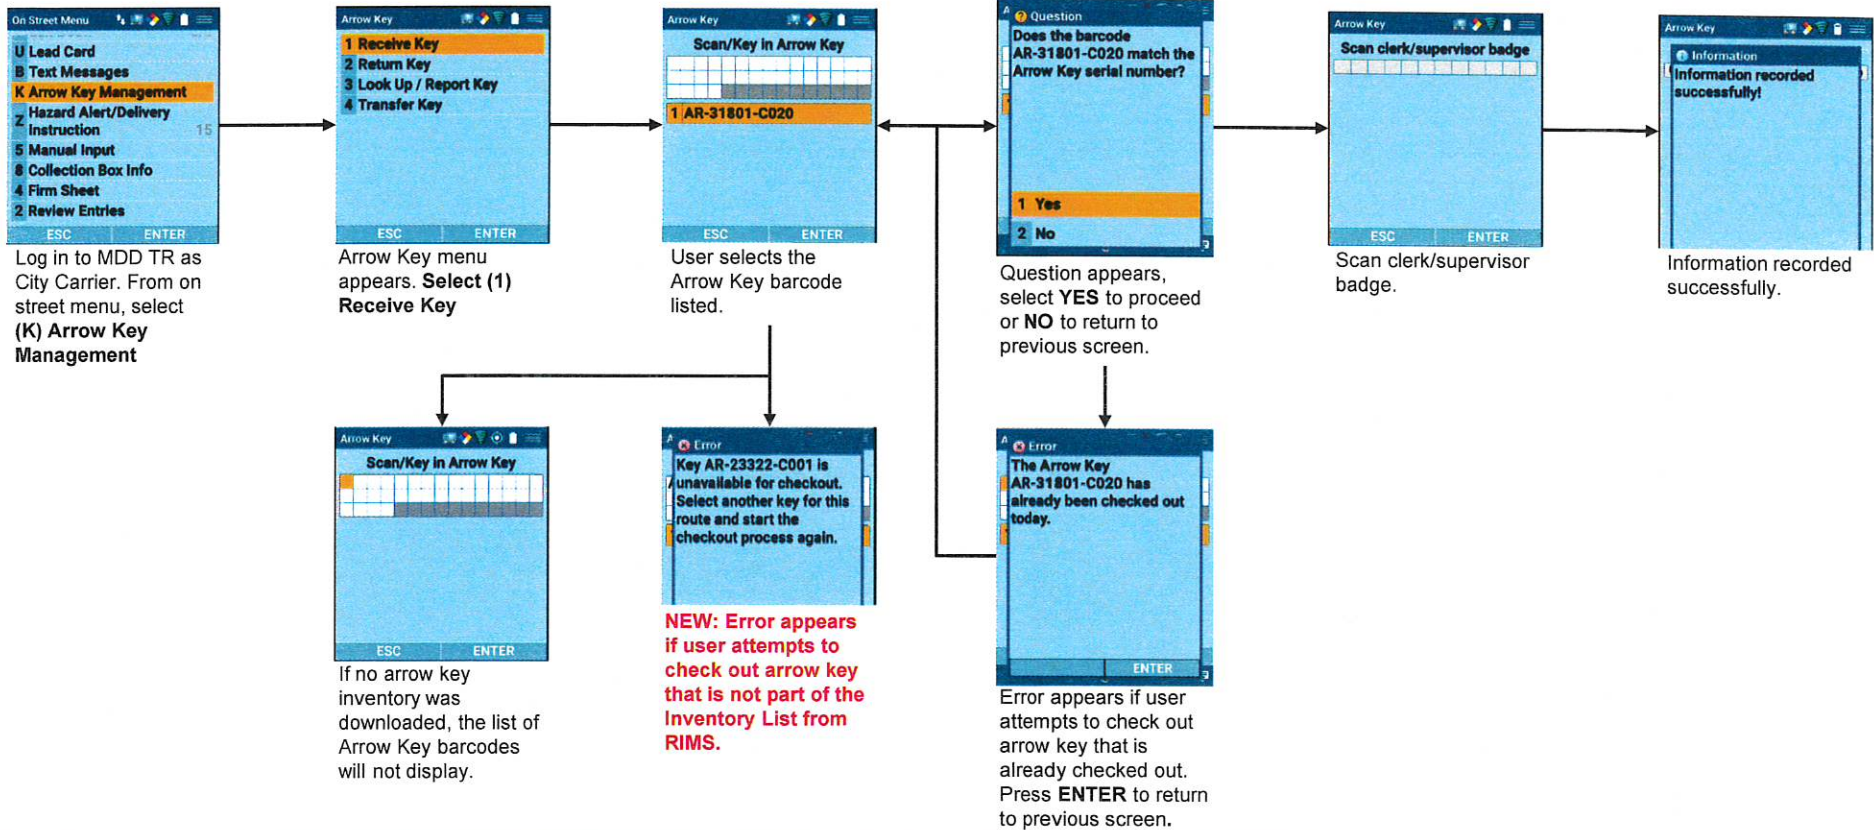 On Street Menu
U Lead Card
B Text Messages
K Arrow Key Management
Z Hazard Alert/Delivery
Instruction 15
5 Manual Input
8 Collection Box Info
4 Firm Sheet
2 Review Entries
ESC ENTER
Log in to MDD TR as
City Carrier. From on
street menu, select
(K) Arrow Key
Management
Arrow Key
1 Receive Key
2 Return Key
3 Look Up / Report Key
4 Transfer Key
ESC ENTER
Arrow Key menu
appears. Select (1)
Receive Key
Arrow Key
Scan/Key in Arrow Key
1 AR-31801-C020
ESC ENTER
User selects the
Arrow Key barcode
listed.
Question
Does the barcode
AR-31801-C020 match the
Arrow Key serial number?
1 Yes
2 No
Question appears,
select YES to proceed
or NO to return to
previous screen.
Arrow Key
Scan clerk/supervisor badge
ESC ENTER
Scan clerk/supervisor
badge.
Arrow Key
Information
Information recorded
successfully!
Information recorded
successfully.
Arrow Key
Scan/Key in Arrow Key
ESC ENTER
If no arrow key
inventory was
downloaded, the list of
Arrow Key barcodes
will not display.
Error
Key AR-23322-C001 is
unavailable for checkout.
Select another key for this
route and start the
checkout process again.
NEW: Error appears
if user attempts to
check out arrow key
that is not part of the
Inventory List from
RIMS.
Error
The Arrow Key
AR-31801-C020 has
already been checked out
today.
ENTER
Error appears if user
attempts to check out
arrow key that is
already checked out.
Press ENTER to return
to previous screen.